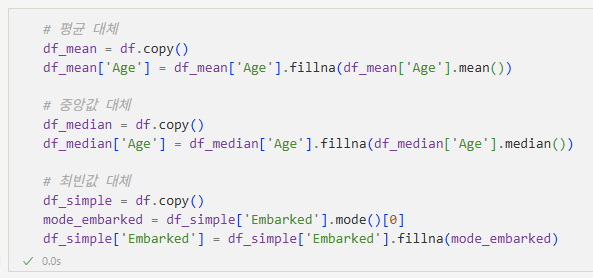 # 평균 대체
df_mean = df.copy()
df_mean['Age'] = df_mean['Age'].fillna(df_mean['Age'].mean())
# 중앙값 대체
df_median = df.copy()
df_median['Age'] = df_median['Age'].fillna(df_median['Age'].median())
# 최빈값 대체
df_simple = df.copy()
mode_embarked = df_simple['Embarked'].mode()[0]
df_simple['Embarked'] = df_simple['Embarked'].fillna(mode_embarked)
✓ 0.0s